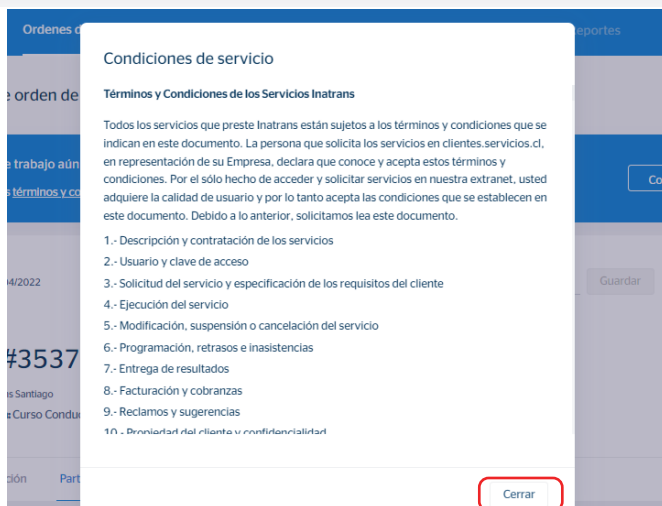 Ordenes d
eportes
Condiciones de servicio
Términos y Condiciones de los Servicios Inatrans
e orden de
Todos los servicios que preste Inatrans están sujetos a los términos y condiciones que se
indican en este documento. La persona que solicita los servicios en clientes.servicios.cl,
en representación de su Empresa, declara que conoce y acepta estos términos y
condiciones. Por el sólo hecho de acceder y solicitar servicios en nuestra extranet, usted
adquiere la calidad de usuario y por lo tanto acepta las condiciones que se establecen en
este documento. Debido a lo anterior, solicitamos lea este documento.
e trabajo aún
s términos y co
Co
1.- Descripción y contratación de los servicios
2.- Usuario y clave de acceso
3.- Solicitud del servicio y especificación de los requisitos del cliente
4.- Ejecución del servicio
5.- Modificación, suspensión o cancelación del servicio
6.- Programación, retrasos e inasistencias
7.- Entrega de resultados
8.- Facturación y cobranzas
9.- Reclamos y sugerencias
10.- Propiedad del cliente y confidencialidad
04/2022
Guardar
#3537
ns Santiago
: Curso Condu
ción
Part
Cerrar